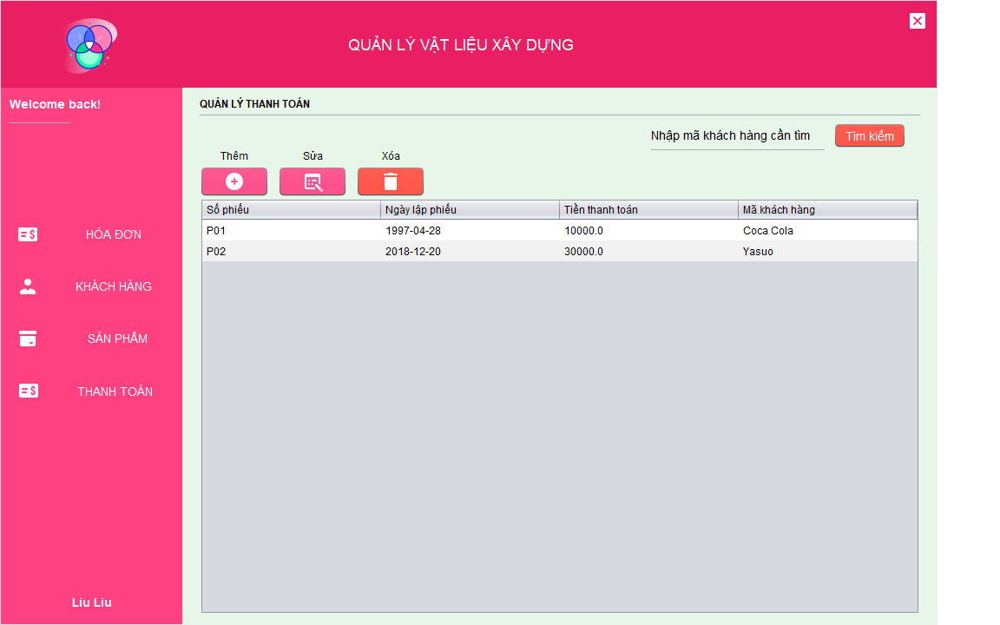 QUẢN LÝ VẬT LIỆU XÂY DỰNG
Welcome back!
HÓA ĐƠN
KHÁCH HÀNG
SẢN PHẨM
THANH TOÁN
Liu Liu
QUẢN LÝ THANH TOÁN
Nhập mã khách hàng cần tìm
Tìm kiếm
Thêm Sửa Xóa
Số phiếu Ngày lập phiếu Tiền thanh toán Mã khách hàng
P01 1997-04-28 10000.0 Coca Cola
P02 2018-12-20 30000.0 Yasuo